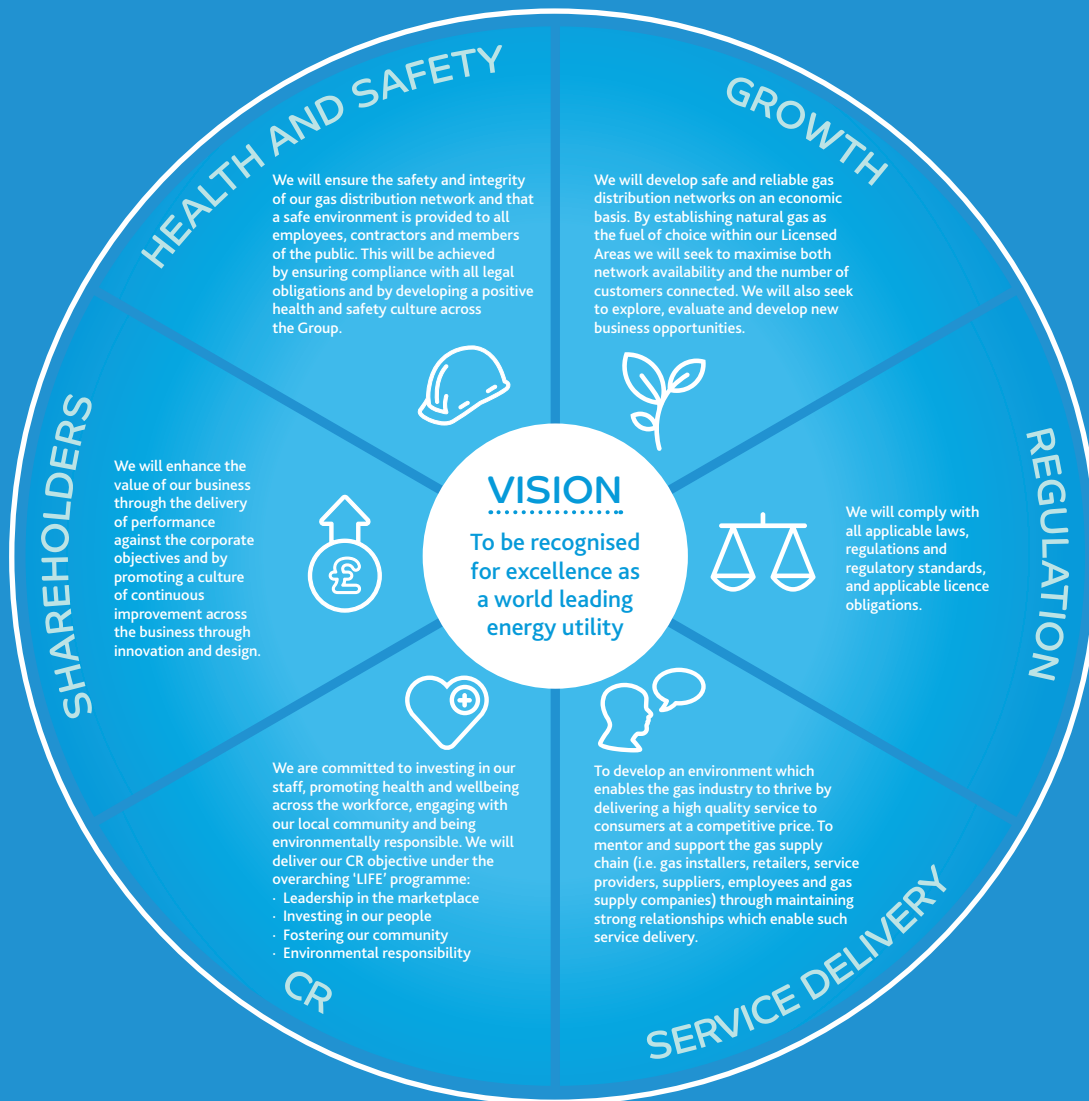 HEALTH AND SAFETY
We will ensure the safety and integrity
of our gas distribution network and that
a safe environment is provided to all
employees, contractors and members
of the public. This will be achieved
by ensuring compliance with all legal
obligations and by developing a positive
health and safety culture across
the Group.
GROWTH
We will develop safe and reliable gas
distribution networks on an economic
basis. By establishing natural gas as
the fuel of choice within our Licensed
Areas we will seek to maximise both
network availability and the number of
customers connected. We will also seek
to explore, evaluate and develop new
business opportunities.
SHAREHOLDERS
We will enhance the
value of our business
through the delivery
of performance
against the corporate
objectives and by
promoting a culture
of continuous
improvement across
the business through
innovation and design.
£
VISION
To be recognised
for excellence as
a world leading
energy utility
REGULATION
We will comply with
all applicable laws,
regulations and
regulatory standards,
and applicable licence
obligations.
CR
We are committed to investing in our
staff, promoting health and wellbeing
across the workforce, engaging with
our local community and being
environmentally responsible. We will
deliver our CR objective under the
overarching ‘LIFE’ programme:
· Leadership in the marketplace
· Investing in our people
· Fostering our community
· Environmental responsibility
SERVICE DELIVERY
To develop an environment which
enables the gas industry to thrive by
delivering a high quality service to
consumers at a competitive price. To
mentor and support the gas supply
chain (i.e. gas installers, retailers, service
providers, suppliers, employees and gas
supply companies) through maintaining
strong relationships which enable such
service delivery.